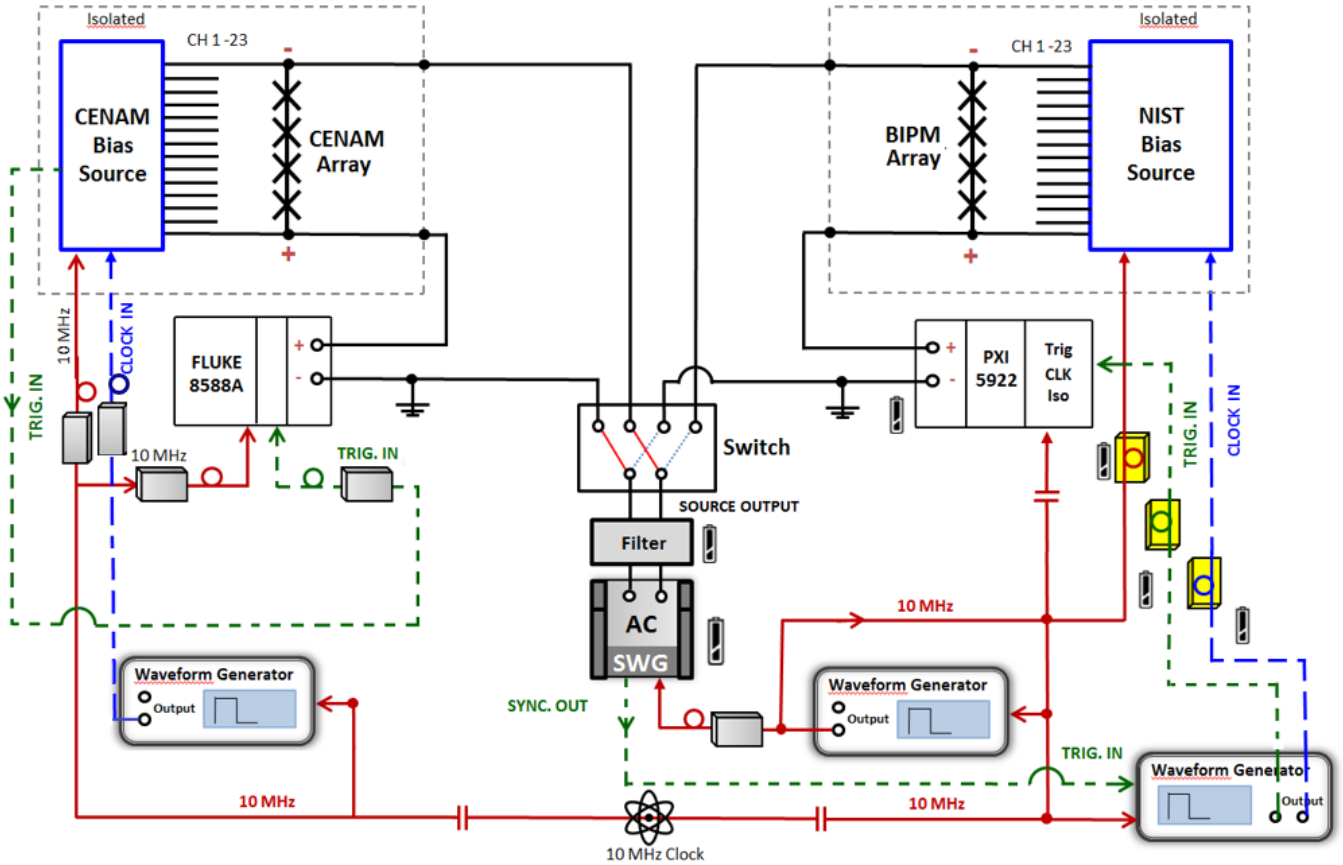 Isolated
Isolated
CH 1 -23
CH 1 -23
-
-
CENAM
Bias
Source
CENAM
Array
BIPM
Array
NIST
Bias
Source
+
+
10 MHz
CLOCK IN
TRIG. IN
FLUKE
8588A
+
-
+
-
PXI
5922
Trig
CLK
Iso
TRIG. IN
CLOCK IN
Switch
10 MHz
TRIG. IN
SOURCE OUTPUT
Filter
AC
SWG
10 MHz
SYNC. OUT
Waveform Generator
Output
Waveform Generator
Output
TRIG. IN
Waveform Generator
Output
10 MHz
10 MHz
10 MHz Clock